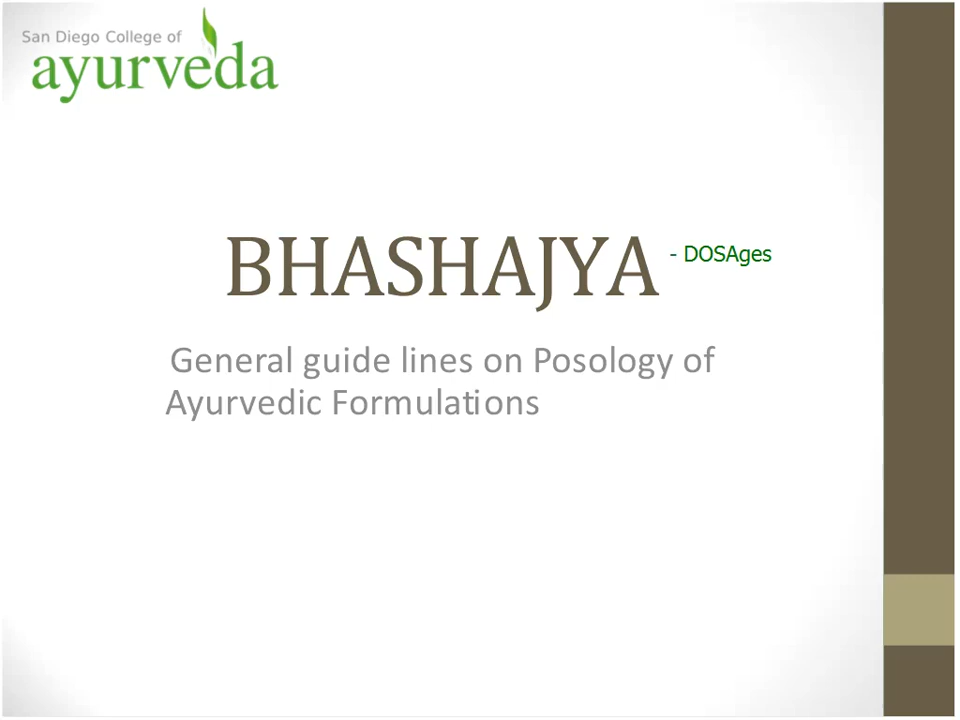 San Diego College of
ayurveda
BHASHAJYA - DOSAges
General guide lines on Posology of
Ayurvedic Formulations